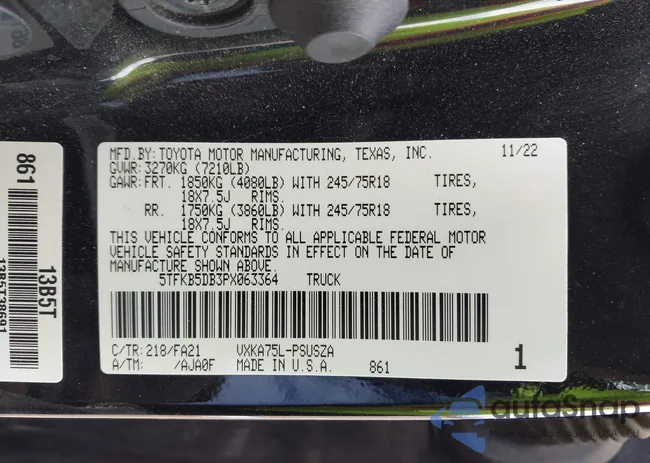 MFD.BY: TOYOTA MOTOR MANUFACTURING, TEXAS, INC. 11/22
GVWR: 3270KG (7210LB)
GAWR: FRT. 1850KG (4080LB) WITH 245/75R18 TIRES,
18X7.5J RIMS.
RR. 1750KG (3860LB) WITH 245/75R18 TIRES,
18X7.5J RIMS.
THIS VEHICLE CONFORMS TO ALL APPLICABLE FEDERAL MOTOR
VEHICLE SAFETY STANDARDS IN EFFECT ON THE DATE OF
MANUFACTURE SHOWN ABOVE.
5TFKB5DB3PX063364 TRUCK
C/TR: 218/FA21 VXKA75L-PSUSZA
A/TM: /AJA0F MADE IN U.S.A. 861 1
861
13B5T
13B5T38691
autoSnap